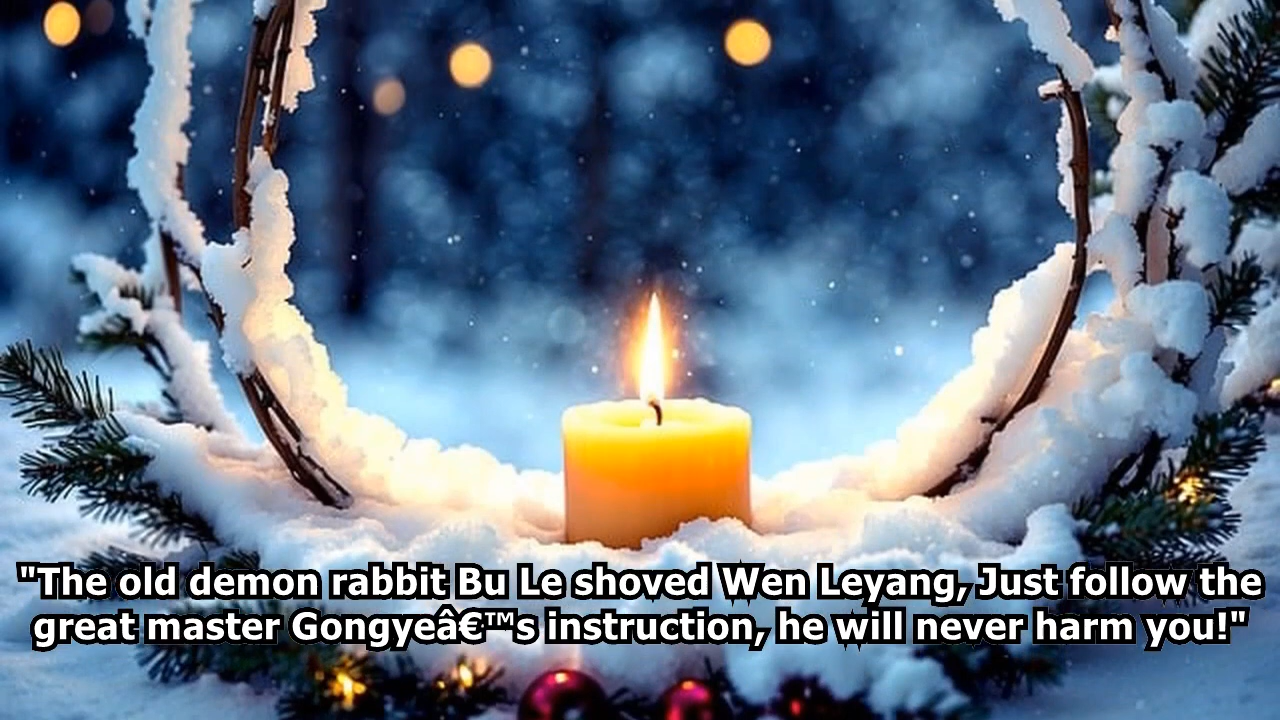 "The old demon rabbit Bu Le shoved Wen Leyang, Just follow the
great master Gongyeâ€™s instruction, he will never harm you!"